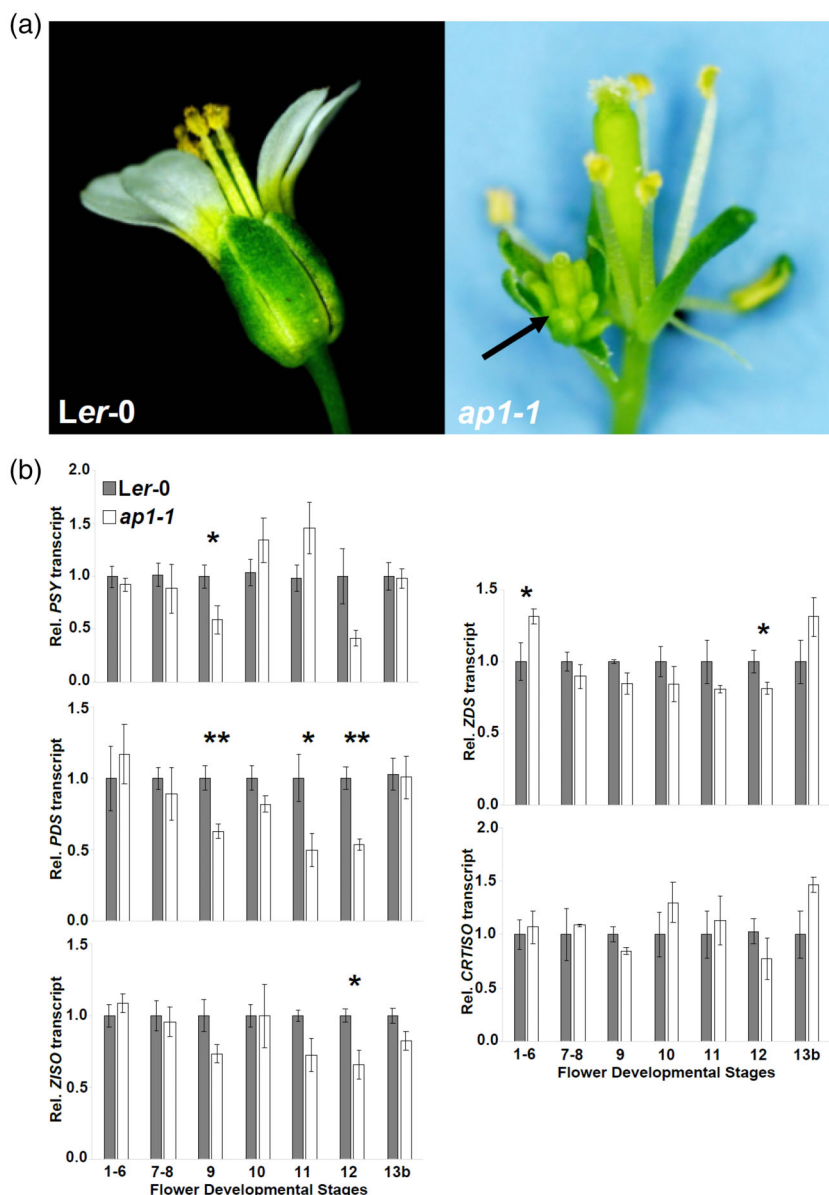 (a)
Ler-0
ap1-1
(b)
Rel. PSY transcript
2.0
1.5
1.0
0.5
0.0
Ler-0
ap1-1
*
Rel. PDS transcript
1.5
1.0
0.5
0.0
**
*
**
Rel. ZISO transcript
1.5
1.0
0.5
0.0
*
1-6 7-8 9 10 11 12 13b
Flower Developmental Stages
Rel. ZDS transcript
1.5
1.0
0.5
0.0
*
*
Rel. CRTISO transcript
2.0
1.5
1.0
0.5
0.0
1-6 7-8 9 10 11 12 13b
Flower Developmental Stages